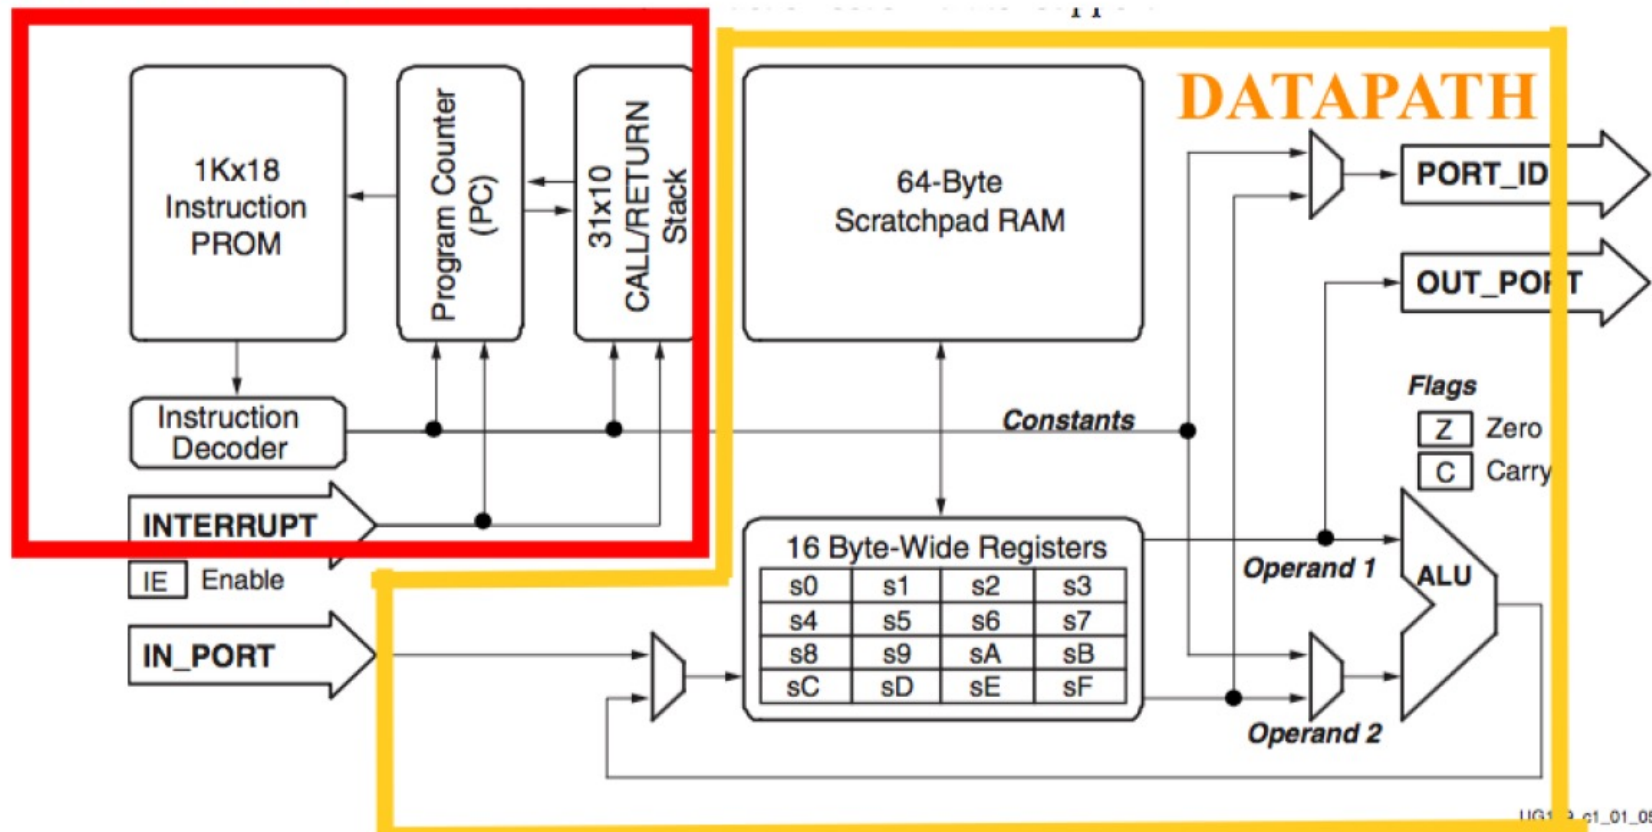 DATAPATH
1Kx18
Instruction
PROM
Program Counter
(PC)
31x10
CALL/RETURN
Stack
64-Byte
Scratchpad RAM
PORT_ID
OUT_PORT
Instruction
Decoder
Constants
Flags
Z Zero
C Carry
INTERRUPT
IE Enable
16 Byte-Wide Registers
s0 s1 s2 s3
s4 s5 s6 s7
s8 s9 sA sB
sC sD sE sF
Operand 1
ALU
IN_PORT
Operand 2